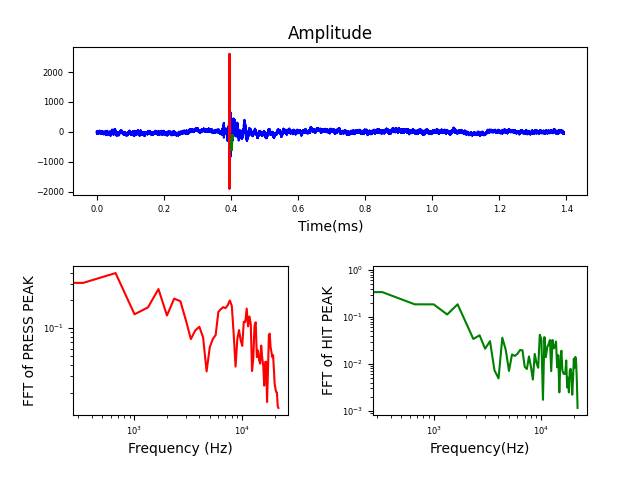 Amplitude
2000
1000
0
−1000
−2000
0.0 0.2 0.4 0.6 0.8 1.0 1.2 1.4
Time(ms)
FFT of PRESS PEAK
10⁻¹
10³ 10⁴
Frequency (Hz)
FFT of HIT PEAK
10⁰
10⁻¹
10⁻²
10⁻³
10³ 10⁴
Frequency(Hz)